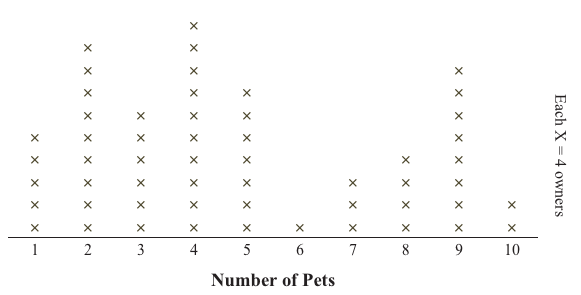 1 2 3 4 5 6 7 8 9 10
Number of Pets
Each X = 4 owners